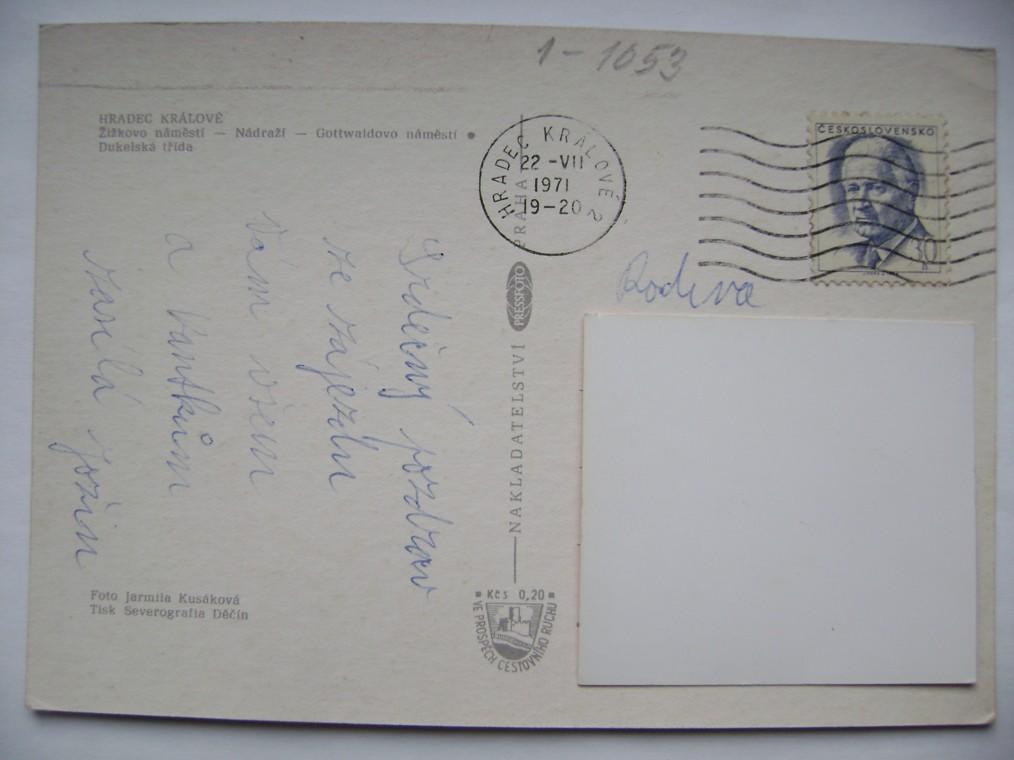 1-1053
HRADEC KRÁLOVÉ
Žižkovo náměstí — Nádraží — Gottwaldovo náměstí •
Dukelská třída
HRADEC KRÁLOVÉ 2
22 -VII
1971
19-20
ČESKOSLOVENSKO
30
Rodina
Srdečný pozdrav
ze zájezdu
Vám všem
a Vaňkům
zasílá
NAKLADATELSTVÍ PRESSFOTO PRAHA
Foto Jarmila Kusáková
Tisk Severografia Děčín
Kčs 0,20
VE PROSPĚCH CESTOVNÍHO RUCHU